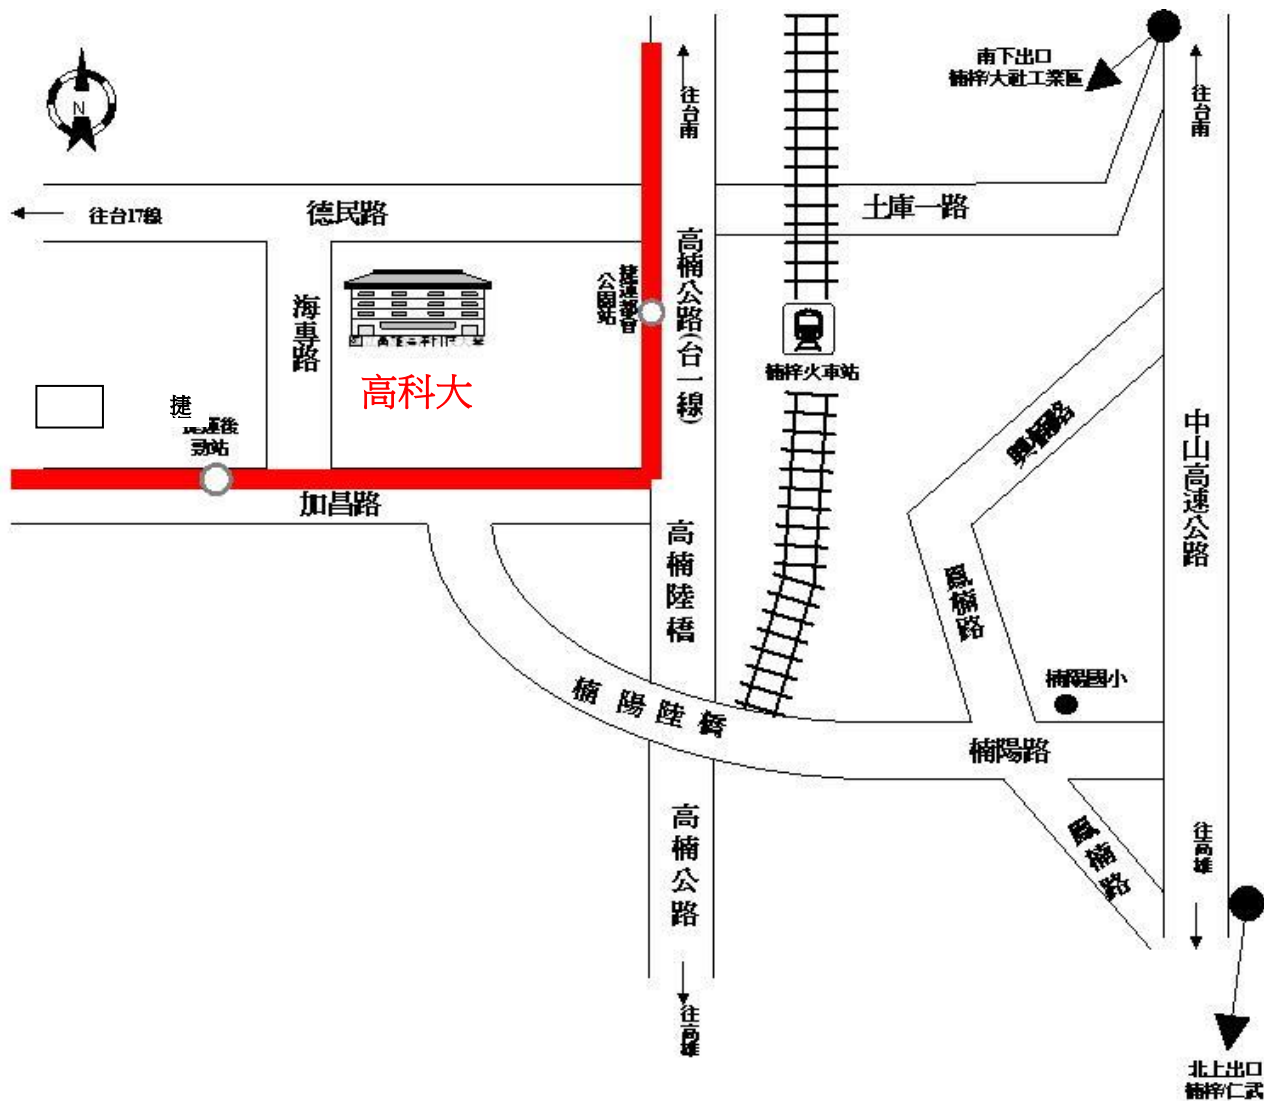 南下出口
楠梓/大社工業區
N
往台南
往台南
往台17線
德民路
土庫一路
高楠公路(台一線)
捷運都會
公園站
海專路
高科大
楠梓火車站
捷
捷運後
勁站
加昌路
興楠路
中山高速公路
高楠陸橋
鳳楠路
楠陽國小
楠陽陸橋
楠陽路
高楠公路
鳳楠路
往高雄
往高雄
北上出口
楠梓/仁武